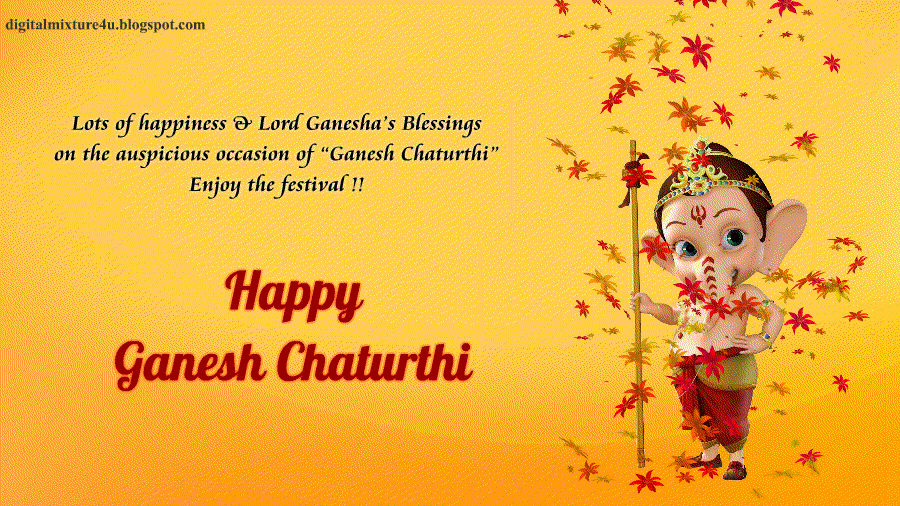 digitalmixture4u.blogspot.com
Lots of happiness & Lord Ganesha's Blessings
on the auspicious occasion of “Ganesh Chaturthi”
Enjoy the festival !!
Happy
Ganesh Chaturthi